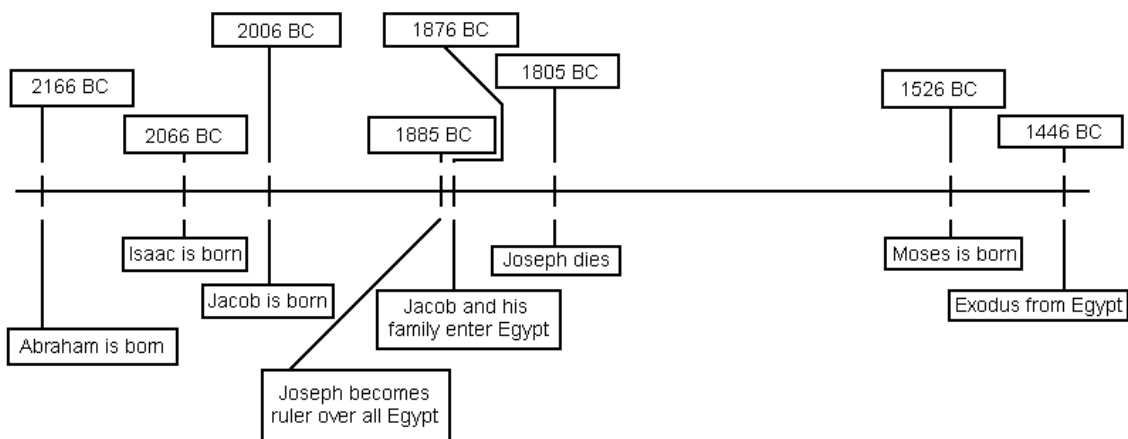 2006 BC
1876 BC
1805 BC
2166 BC
1526 BC
2066 BC
1885 BC
1446 BC
Isaac is born
Joseph dies
Moses is born
Jacob is born
Jacob and his
family enter Egypt
Exodus from Egypt
Abraham is born
Joseph becomes
ruler over all Egypt